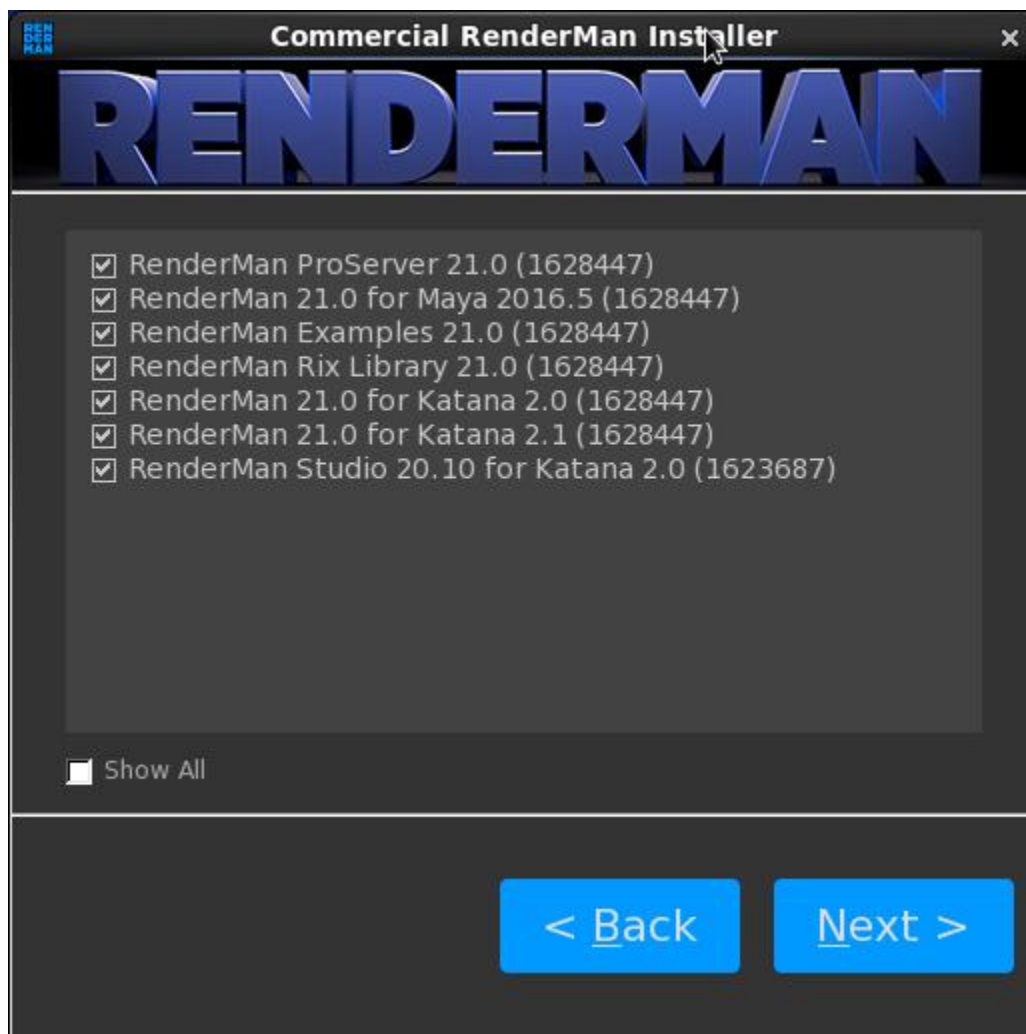 REN
DER
MAN
Commercial RenderMan Installer
RENDERMAN
RenderMan ProServer 21.0 (1628447)
RenderMan 21.0 for Maya 2016.5 (1628447)
RenderMan Examples 21.0 (1628447)
RenderMan Rix Library 21.0 (1628447)
RenderMan 21.0 for Katana 2.0 (1628447)
RenderMan 21.0 for Katana 2.1 (1628447)
RenderMan Studio 20.10 for Katana 2.0 (1623687)
Show All
< Back
Next >